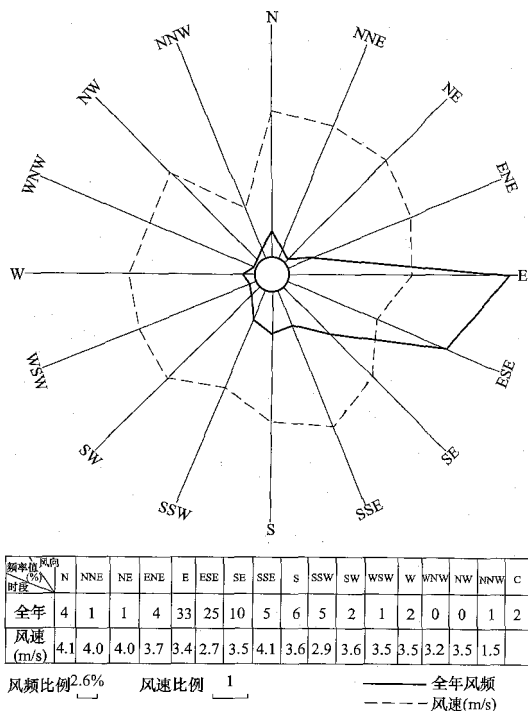 N
NNW
NNE
NW
NE
WNW
ENE
W
E
WSW
ESE
SW
SE
SSW
SSE
S
频率值(%) 风向 时段 N NNE NE ENE E ESE SE SSE S SSW SW WSW W WNW NW NNW C
全年 4 1 1 4 33 25 10 5 6 5 2 1 2 0 0 1 2
风速(m/s) 4.1 4.0 4.0 3.7 3.4 2.7 3.5 4.1 3.6 2.9 3.6 3.5 3.5 3.2 3.5 1.5
风频比例 2.6% 风速比例 1 全年风频
风速(m/s)